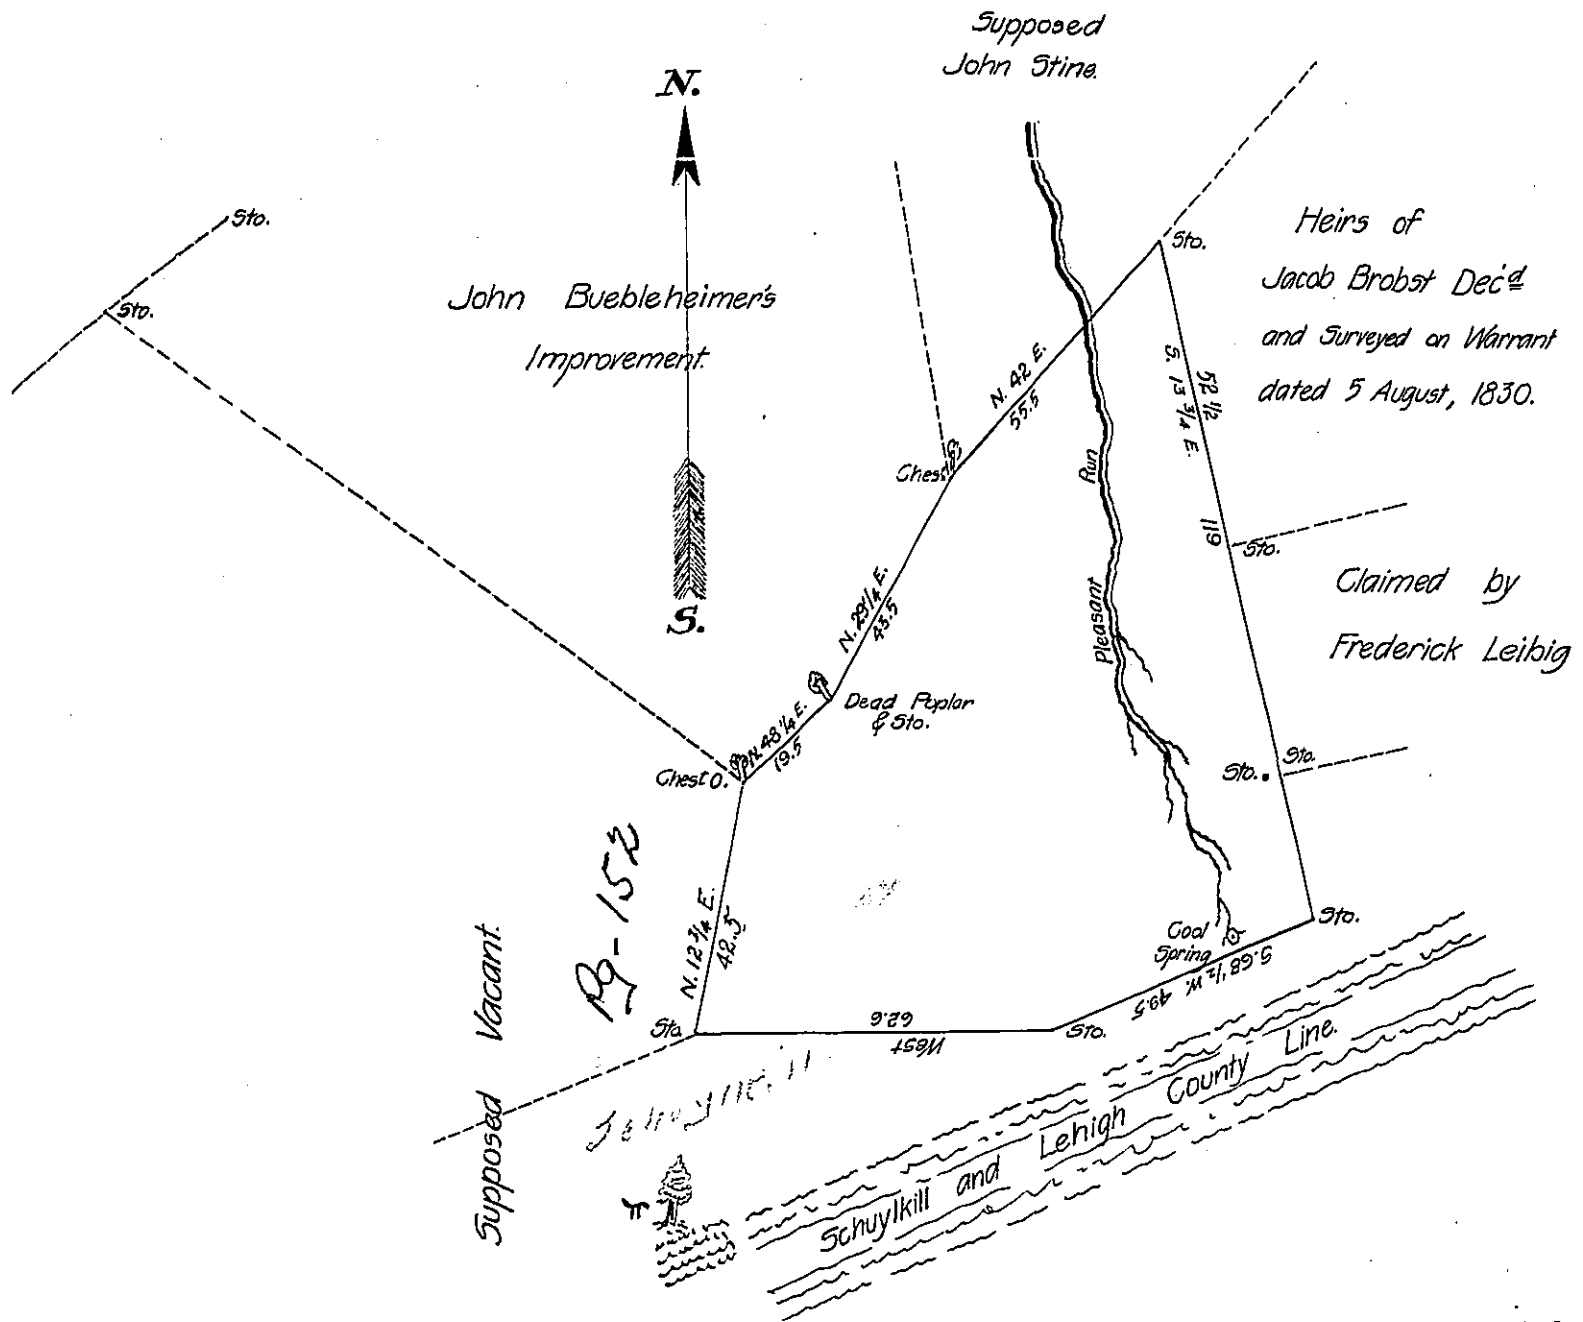 Supposed
John Stine.
N.
Sto.
Sto.
John Buebleheimer's
Improvement.
Sto.
Heirs of
Jacob Brobst Dec'd
and Surveyed on Warrant
dated 5 August, 1830.
N. 42 E.
55.5
52 1/2
S. 13 3/4 E.
119
Run
Pleasant
Ches.
Sto.
Claimed by
Frederick Leibig
S.
N. 29 1/4 E.
43.5
Dead Poplar
& Sto.
N. 48 1/4 E.
19.5
Chest O.
Sto.
Sto.
Pg-152
N. 12 3/4 E.
42.5
Cool
Spring
Sto.
S. 68 1/2 W.
49.5
Sto.
62.6
West
Sto.
Supposed Vacant.
Schuylkill and Lehigh County Line.